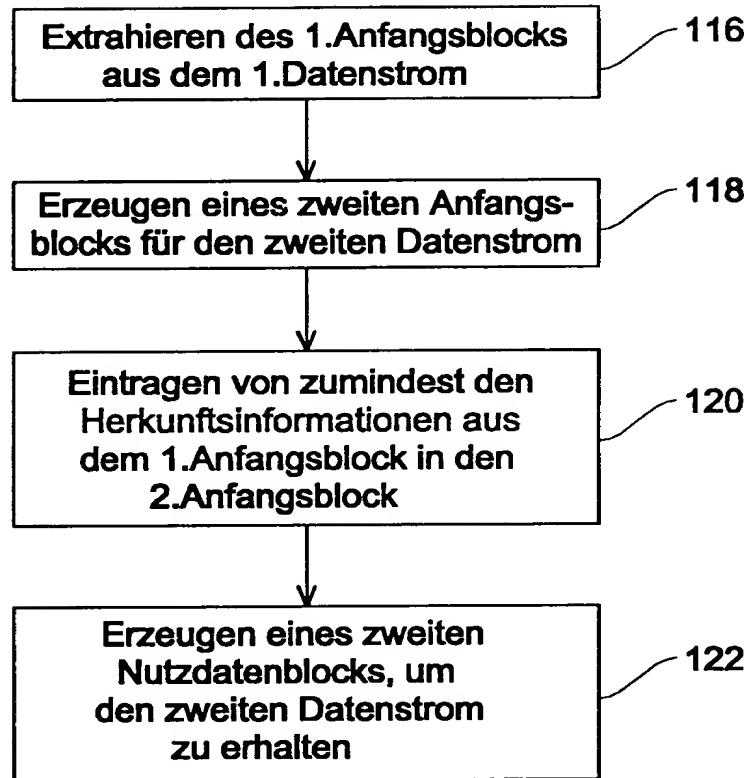 Extrahieren des 1.Anfangsblocks
aus dem 1.Datenstrom
116
Erzeugen eines zweiten Anfangs-
blocks für den zweiten Datenstrom
118
Eintragen von zumindest den
Herkunftsinformationen aus
dem 1.Anfangsblock in den
2.Anfangsblock
120
Erzeugen eines zweiten
Nutzdatenblocks, um
den zweiten Datenstrom
zu erhalten
122